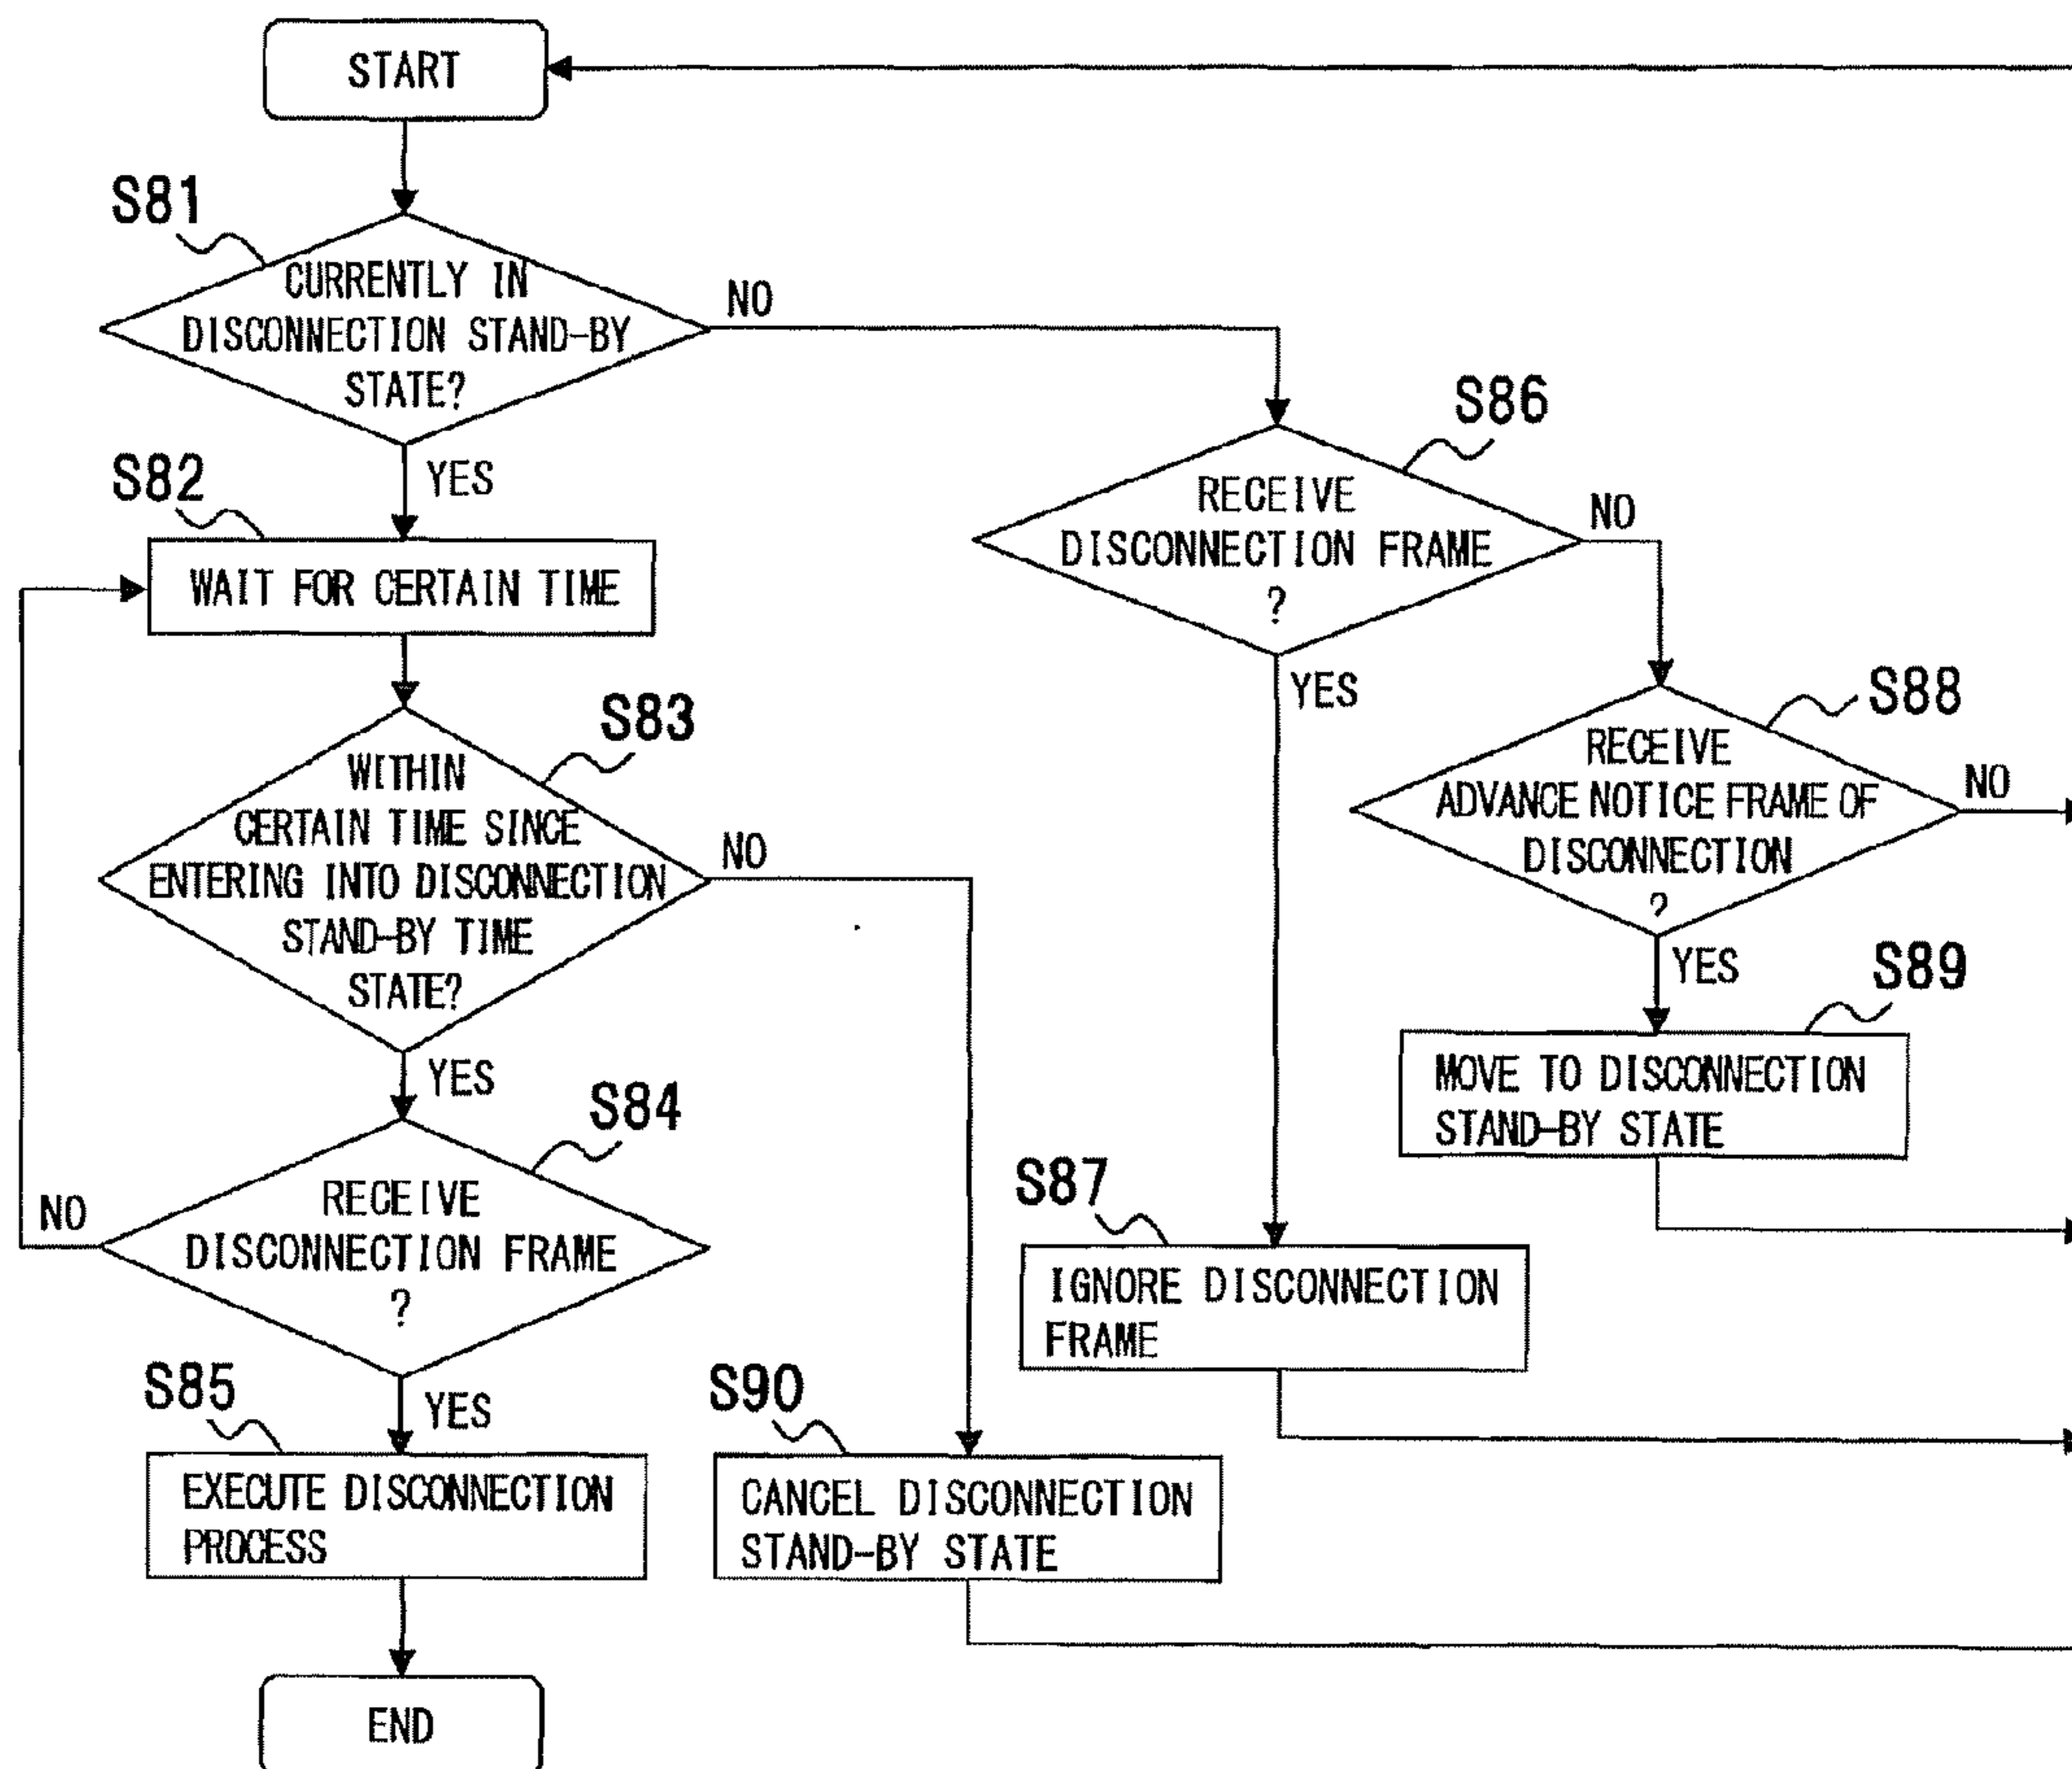 START
S81
CURRENTLY IN
DISCONNECTION STAND-BY
STATE?
NO
YES
S82
WAIT FOR CERTAIN TIME
S83
WITHIN
CERTAIN TIME SINCE
ENTERING INTO DISCONNECTION
STAND-BY TIME
STATE?
NO
YES
S84
RECEIVE
DISCONNECTION FRAME
?
NO
YES
S85
EXECUTE DISCONNECTION
PROCESS
END
S90
CANCEL DISCONNECTION
STAND-BY STATE
S86
RECEIVE
DISCONNECTION FRAME
?
NO
YES
S87
IGNORE DISCONNECTION
FRAME
S88
RECEIVE
ADVANCE NOTICE FRAME OF
DISCONNECTION
?
NO
YES
S89
MOVE TO DISCONNECTION
STAND-BY STATE